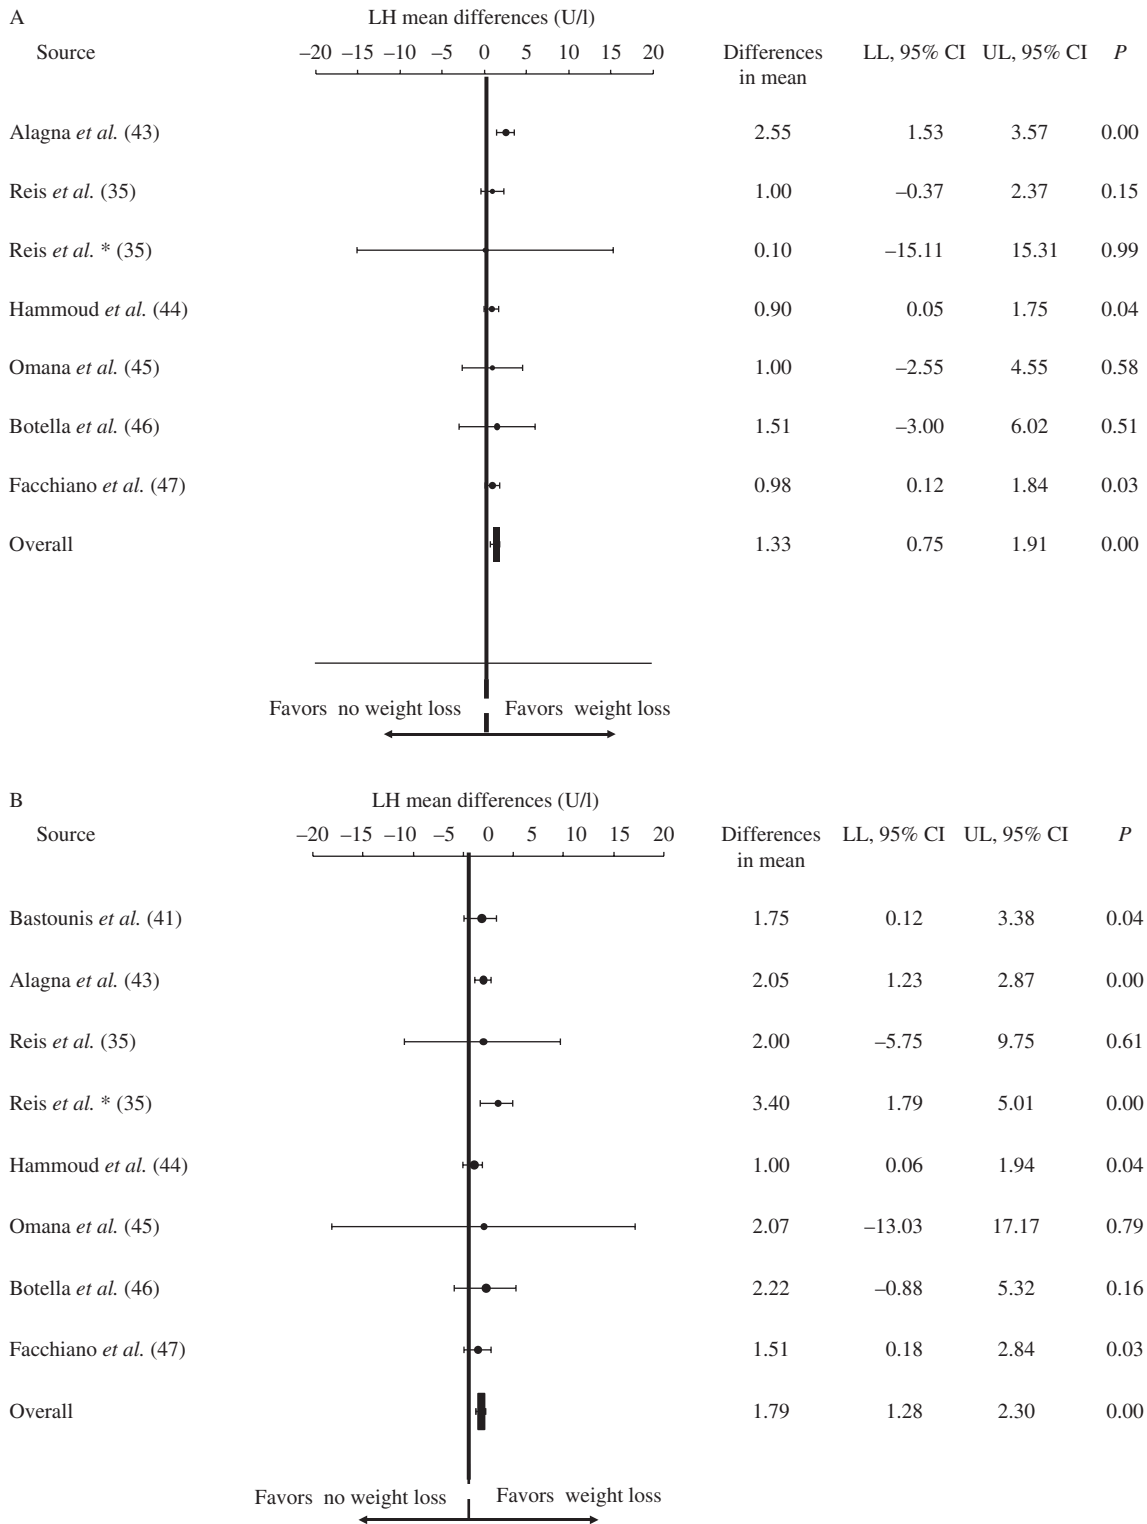 A
LH mean differences (U/l)
Source –20 –15 –10 –5 0 5 10 15 20 Differences in mean LL, 95% CI UL, 95% CI P
Alagna et al. (43) 2.55 1.53 3.57 0.00
Reis et al. (35) 1.00 –0.37 2.37 0.15
Reis et al. * (35) 0.10 –15.11 15.31 0.99
Hammoud et al. (44) 0.90 0.05 1.75 0.04
Omana et al. (45) 1.00 –2.55 4.55 0.58
Botella et al. (46) 1.51 –3.00 6.02 0.51
Facchiano et al. (47) 0.98 0.12 1.84 0.03
Overall 1.33 0.75 1.91 0.00
Favors no weight loss Favors weight loss
B
LH mean differences (U/l)
Source –20 –15 –10 –5 0 5 10 15 20 Differences in mean LL, 95% CI UL, 95% CI P
Bastounis et al. (41) 1.75 0.12 3.38 0.04
Alagna et al. (43) 2.05 1.23 2.87 0.00
Reis et al. (35) 2.00 –5.75 9.75 0.61
Reis et al. * (35) 3.40 1.79 5.01 0.00
Hammoud et al. (44) 1.00 0.06 1.94 0.04
Omana et al. (45) 2.07 –13.03 17.17 0.79
Botella et al. (46) 2.22 –0.88 5.32 0.16
Facchiano et al. (47) 1.51 0.18 2.84 0.03
Overall 1.79 1.28 2.30 0.00
Favors no weight loss Favors weight loss